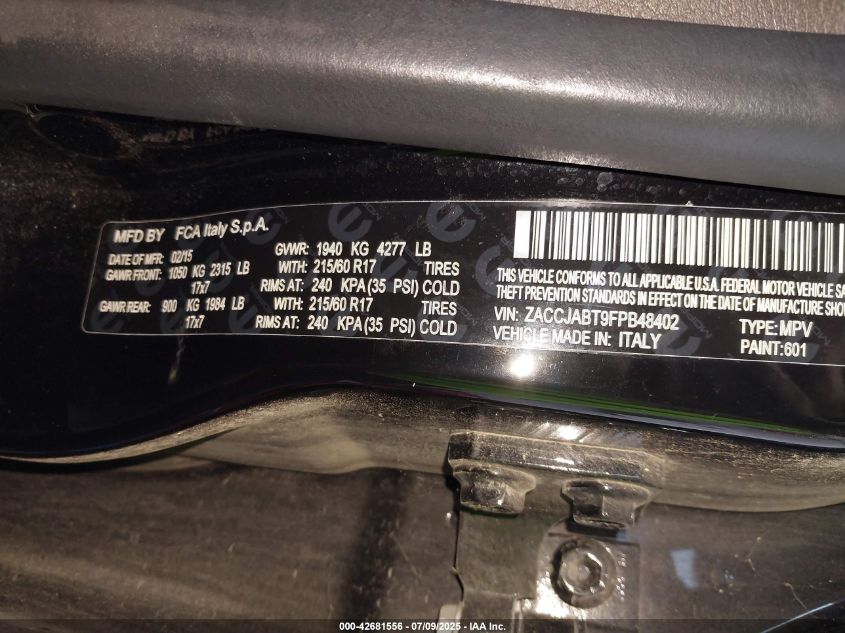 MFD BY FCA Italy S.p.A.
DATE OF MFR: 02/15 GVWR: 1940 KG 4277 LB
GAWR FRONT: 1050 KG 2315 LB WITH: 215/60 R17 TIRES
17x7 RIMS AT: 240 KPA (35 PSI) COLD
GAWR REAR: 900 KG 1984 LB WITH: 215/60 R17 TIRES
17x7 RIMS AT: 240 KPA (35 PSI) COLD
THIS VEHICLE CONFORMS TO ALL APPLICABLE U.S.A. FEDERAL MOTOR VEHICLE
THEFT PREVENTION STANDARDS IN EFFECT ON THE DATE OF MANUFACTURE
VIN: ZACCJABT9FPB48402 TYPE: MPV
VEHICLE MADE IN: ITALY PAINT:601
000-42681556 - 07/09/2025 - IAA Inc.